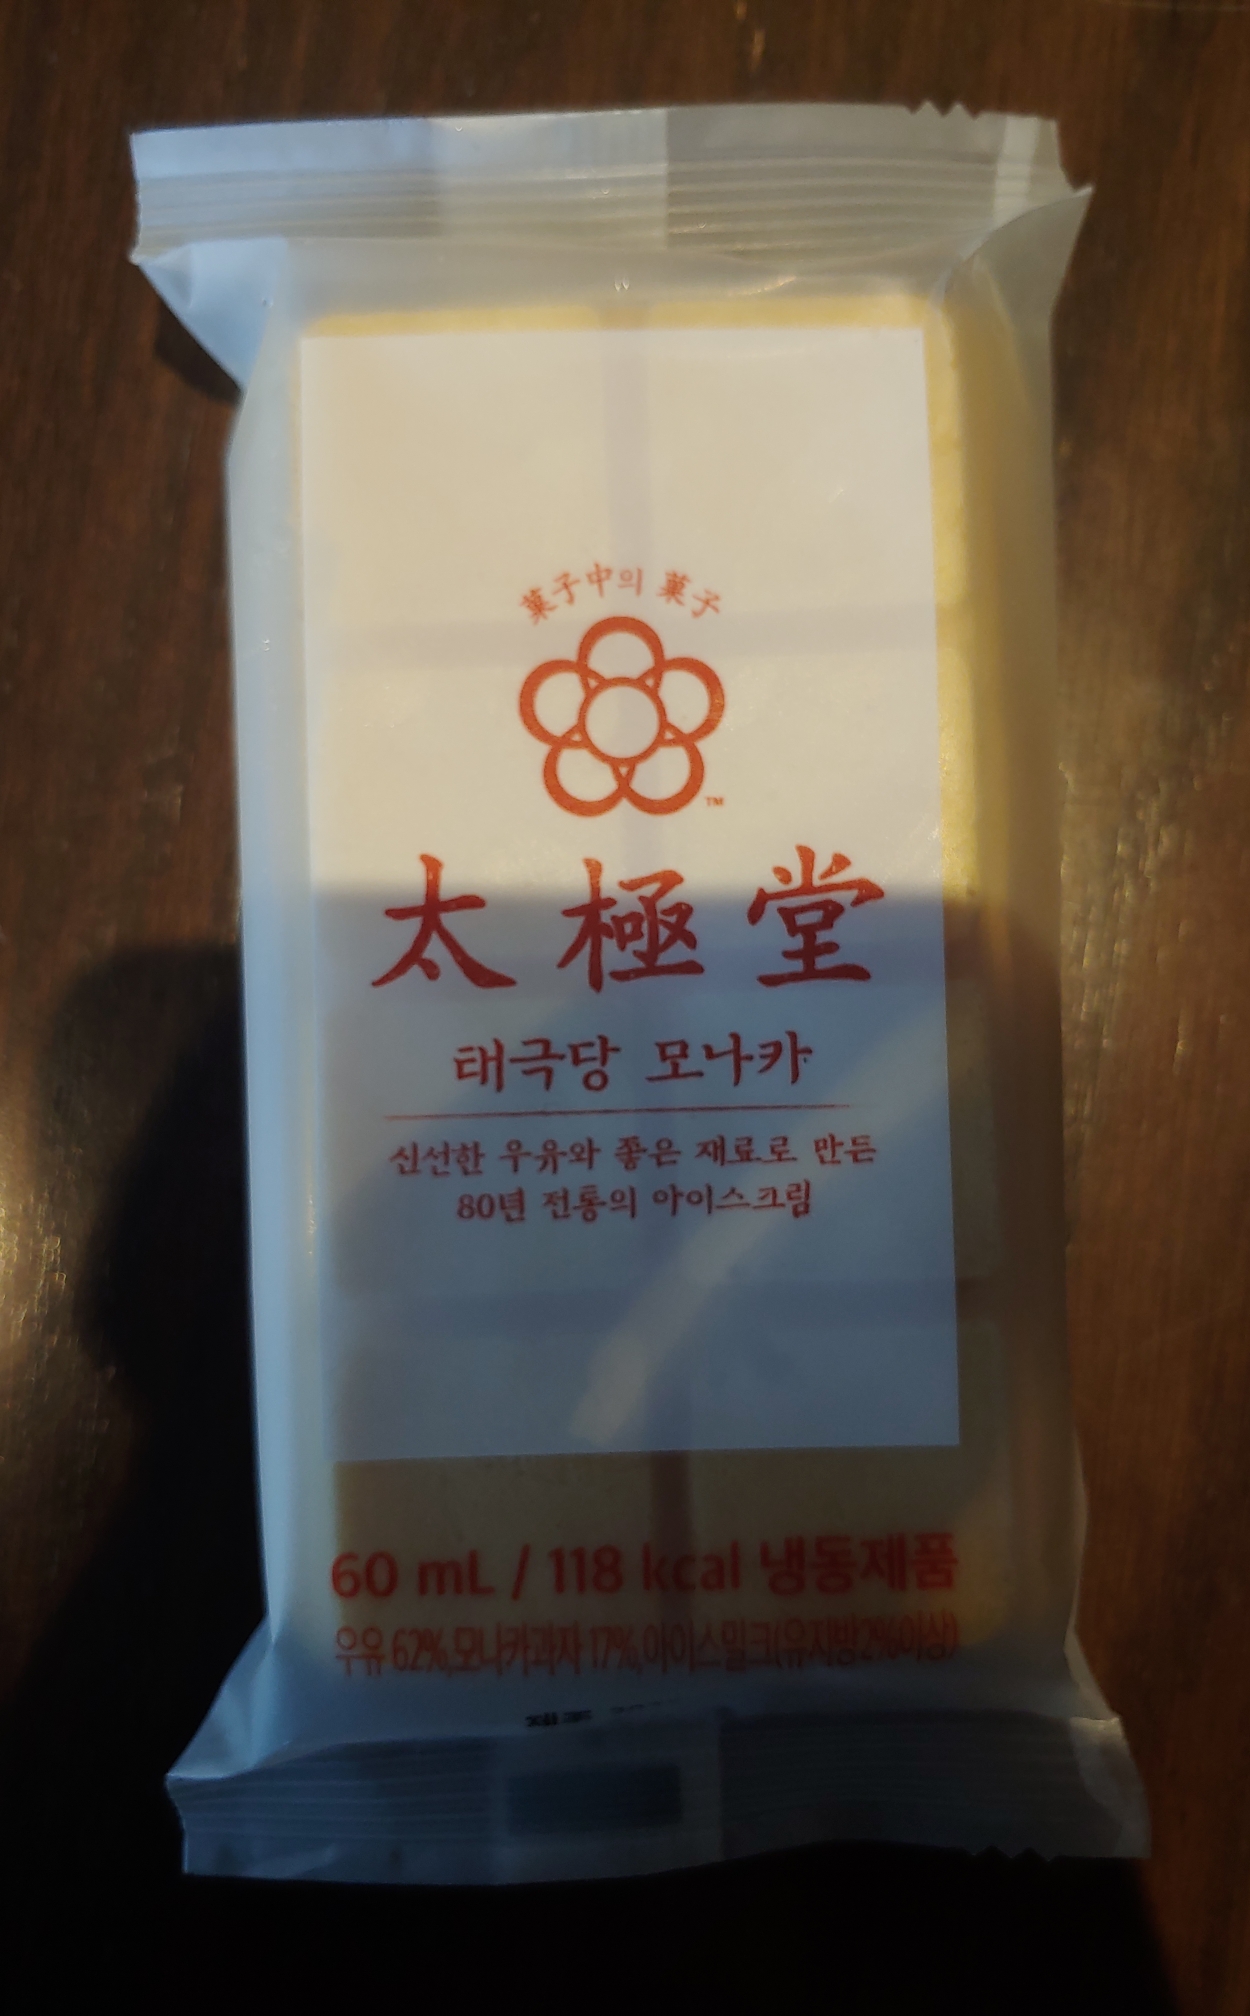 菓子中의 菓子
TM
太極堂
태극당 모나카
신선한 우유와 좋은 재료로 만든
80년 전통의 아이스크림
60 mL / 118 kcal 냉동제품
우유 62%,모나카과자 17%,아이스밀크(유지방2%이상)